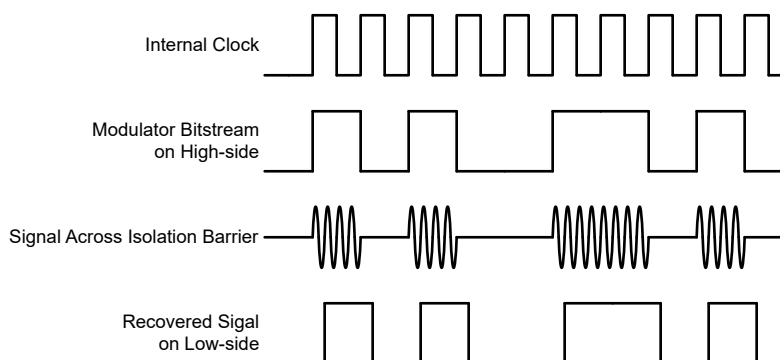 Internal Clock
Modulator Bitstream
on High-side
Signal Across Isolation Barrier
Recovered Sigal
on Low-side